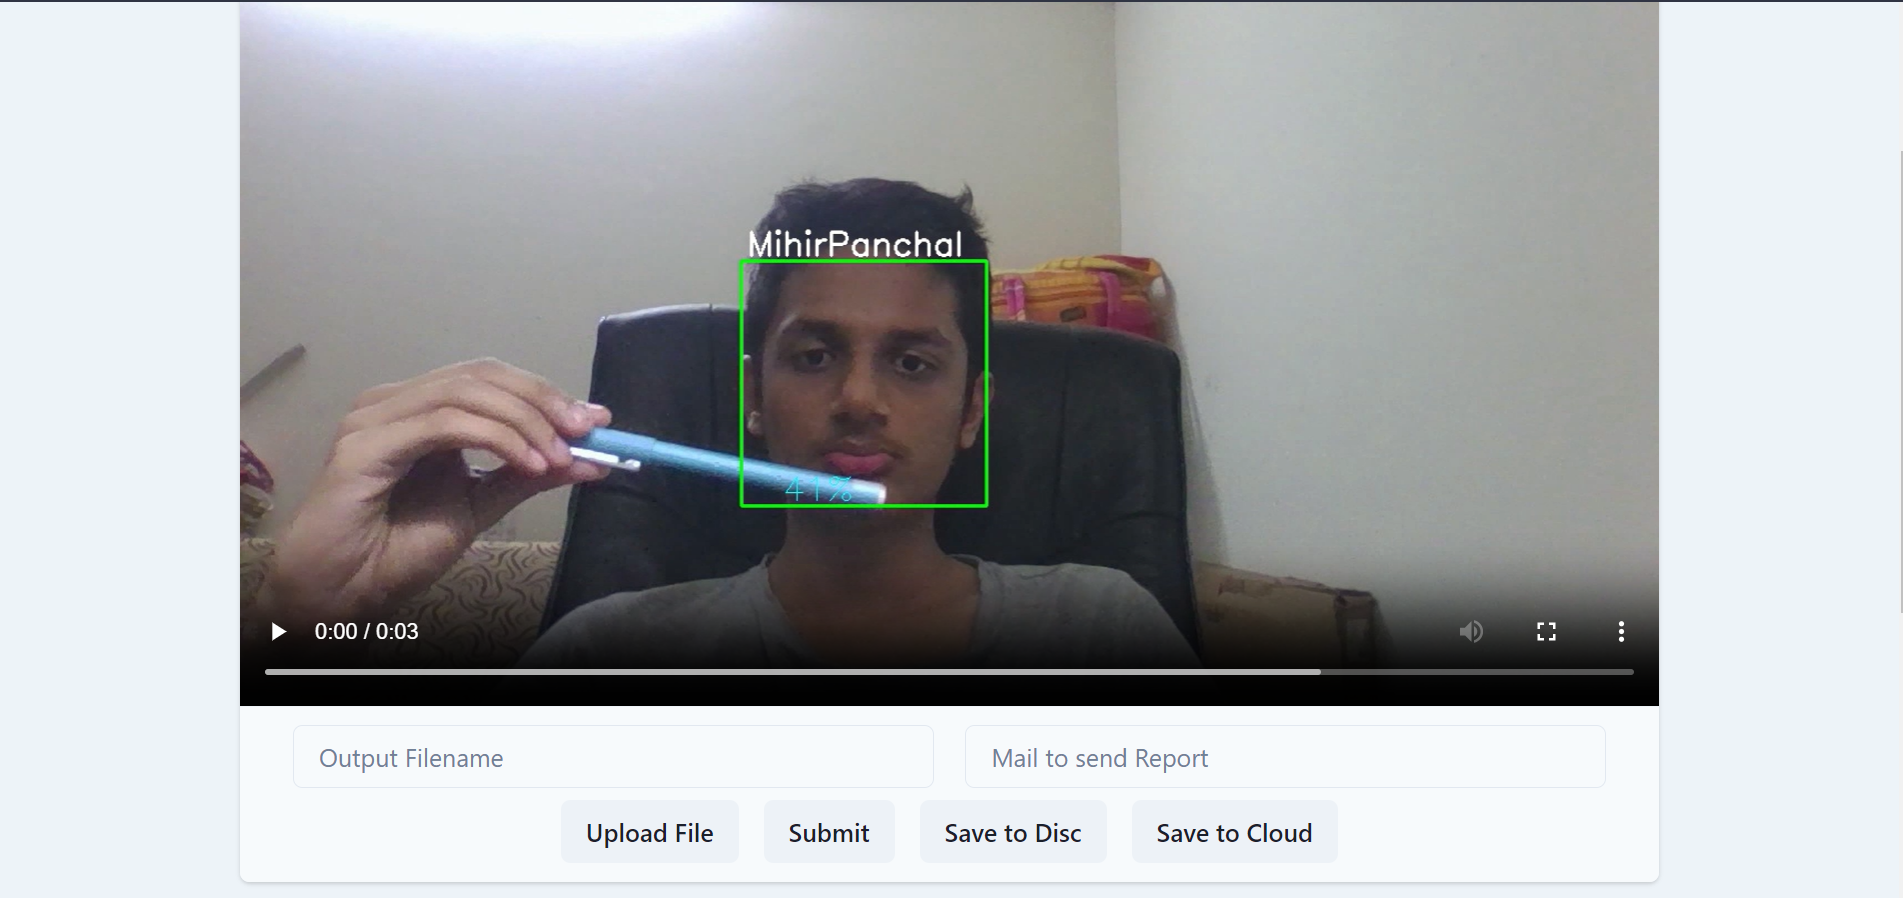 MihirPanchal
41%
0:00 / 0:03
Output Filename
Mail to send Report
Upload File
Submit
Save to Disc
Save to Cloud